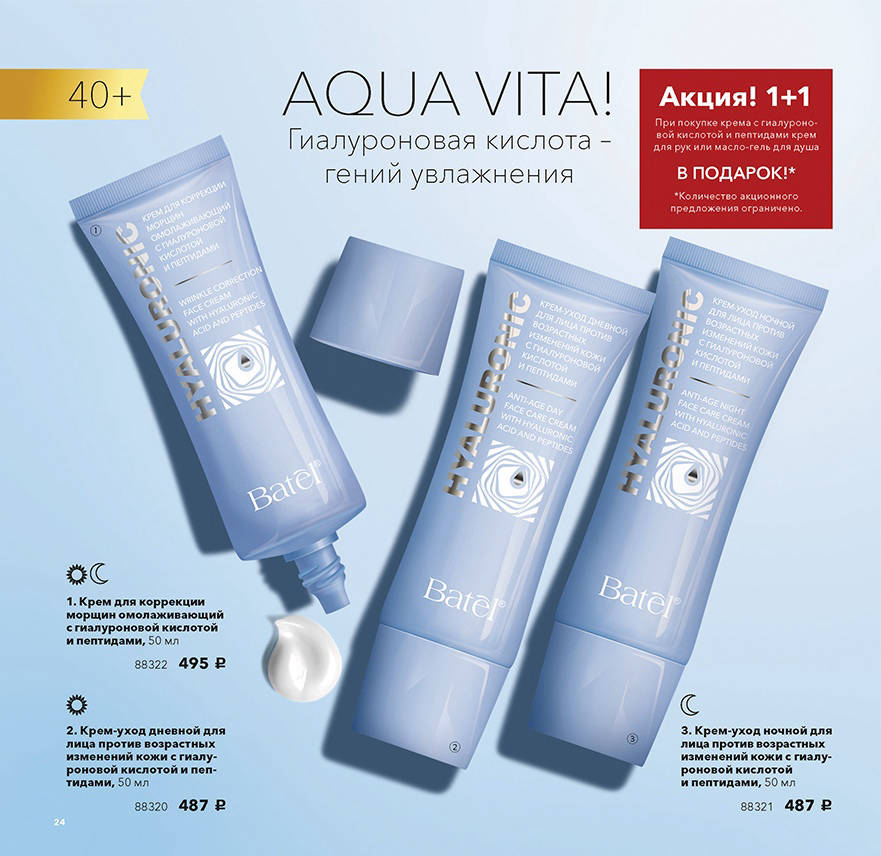 40+
AQUA VITA!
Гиалуроновая кислота –
гений увлажнения
Акция! 1+1
При покупке крема с гиалуроно-
вой кислотой и пептидами крем
для рук или масло-гель для душа
В ПОДАРОК!*
*Количество акционного
предложения ограничено.
1
HYALURONIC
КРЕМ ДЛЯ КОРРЕКЦИИ
МОРЩИН
ОМОЛАЖИВАЮЩИЙ
С ГИАЛУРОНОВОЙ
КИСЛОТОЙ
И ПЕПТИДАМИ
WRINKLE CORRECTION
FACE CREAM
WITH HYALURONIC
ACID AND PEPTIDES
Batel®
HYALURONIC
КРЕМ-УХОД ДНЕВНОЙ
ДЛЯ ЛИЦА ПРОТИВ
ВОЗРАСТНЫХ
ИЗМЕНЕНИЙ КОЖИ
С ГИАЛУРОНОВОЙ
КИСЛОТОЙ
И ПЕПТИДАМИ
ANTI-AGE DAY
FACE CARE CREAM
WITH HYALURONIC
ACID AND PEPTIDES
Batel®
2
HYALURONIC
КРЕМ-УХОД НОЧНОЙ
ДЛЯ ЛИЦА ПРОТИВ
ВОЗРАСТНЫХ
ИЗМЕНЕНИЙ КОЖИ
С ГИАЛУРОНОВОЙ
КИСЛОТОЙ
И ПЕПТИДАМИ
ANTI-AGE NIGHT
FACE CARE CREAM
WITH HYALURONIC
ACID AND PEPTIDES
Batel®
3
1. Крем для коррекции
морщин омолаживающий
с гиалуроновой кислотой
и пептидами, 50 мл
88322 495 ₽
2. Крем-уход дневной для
лица против возрастных
изменений кожи с гиалу-
роновой кислотой и пеп-
тидами, 50 мл
88320 487 ₽
3. Крем-уход ночной для
лица против возрастных
изменений кожи с гиалу-
роновой кислотой
и пептидами, 50 мл
88321 487 ₽
24